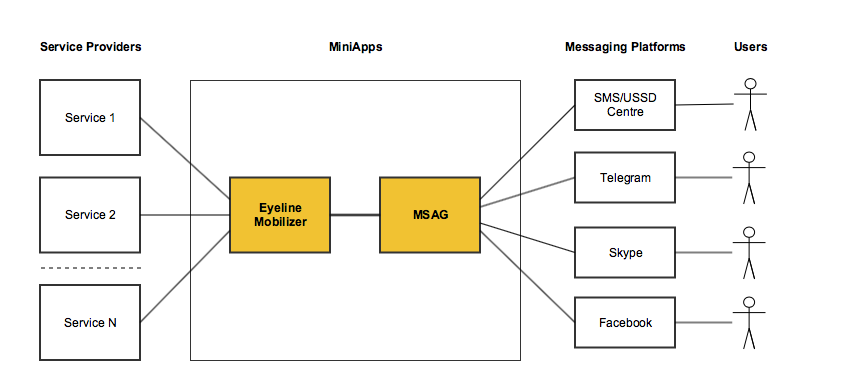 Service Providers
MiniApps
Messaging Platforms
Users
Service 1
Service 2
Service N
Eyeline
Mobilizer
MSAG
SMS/USSD
Centre
Telegram
Skype
Facebook